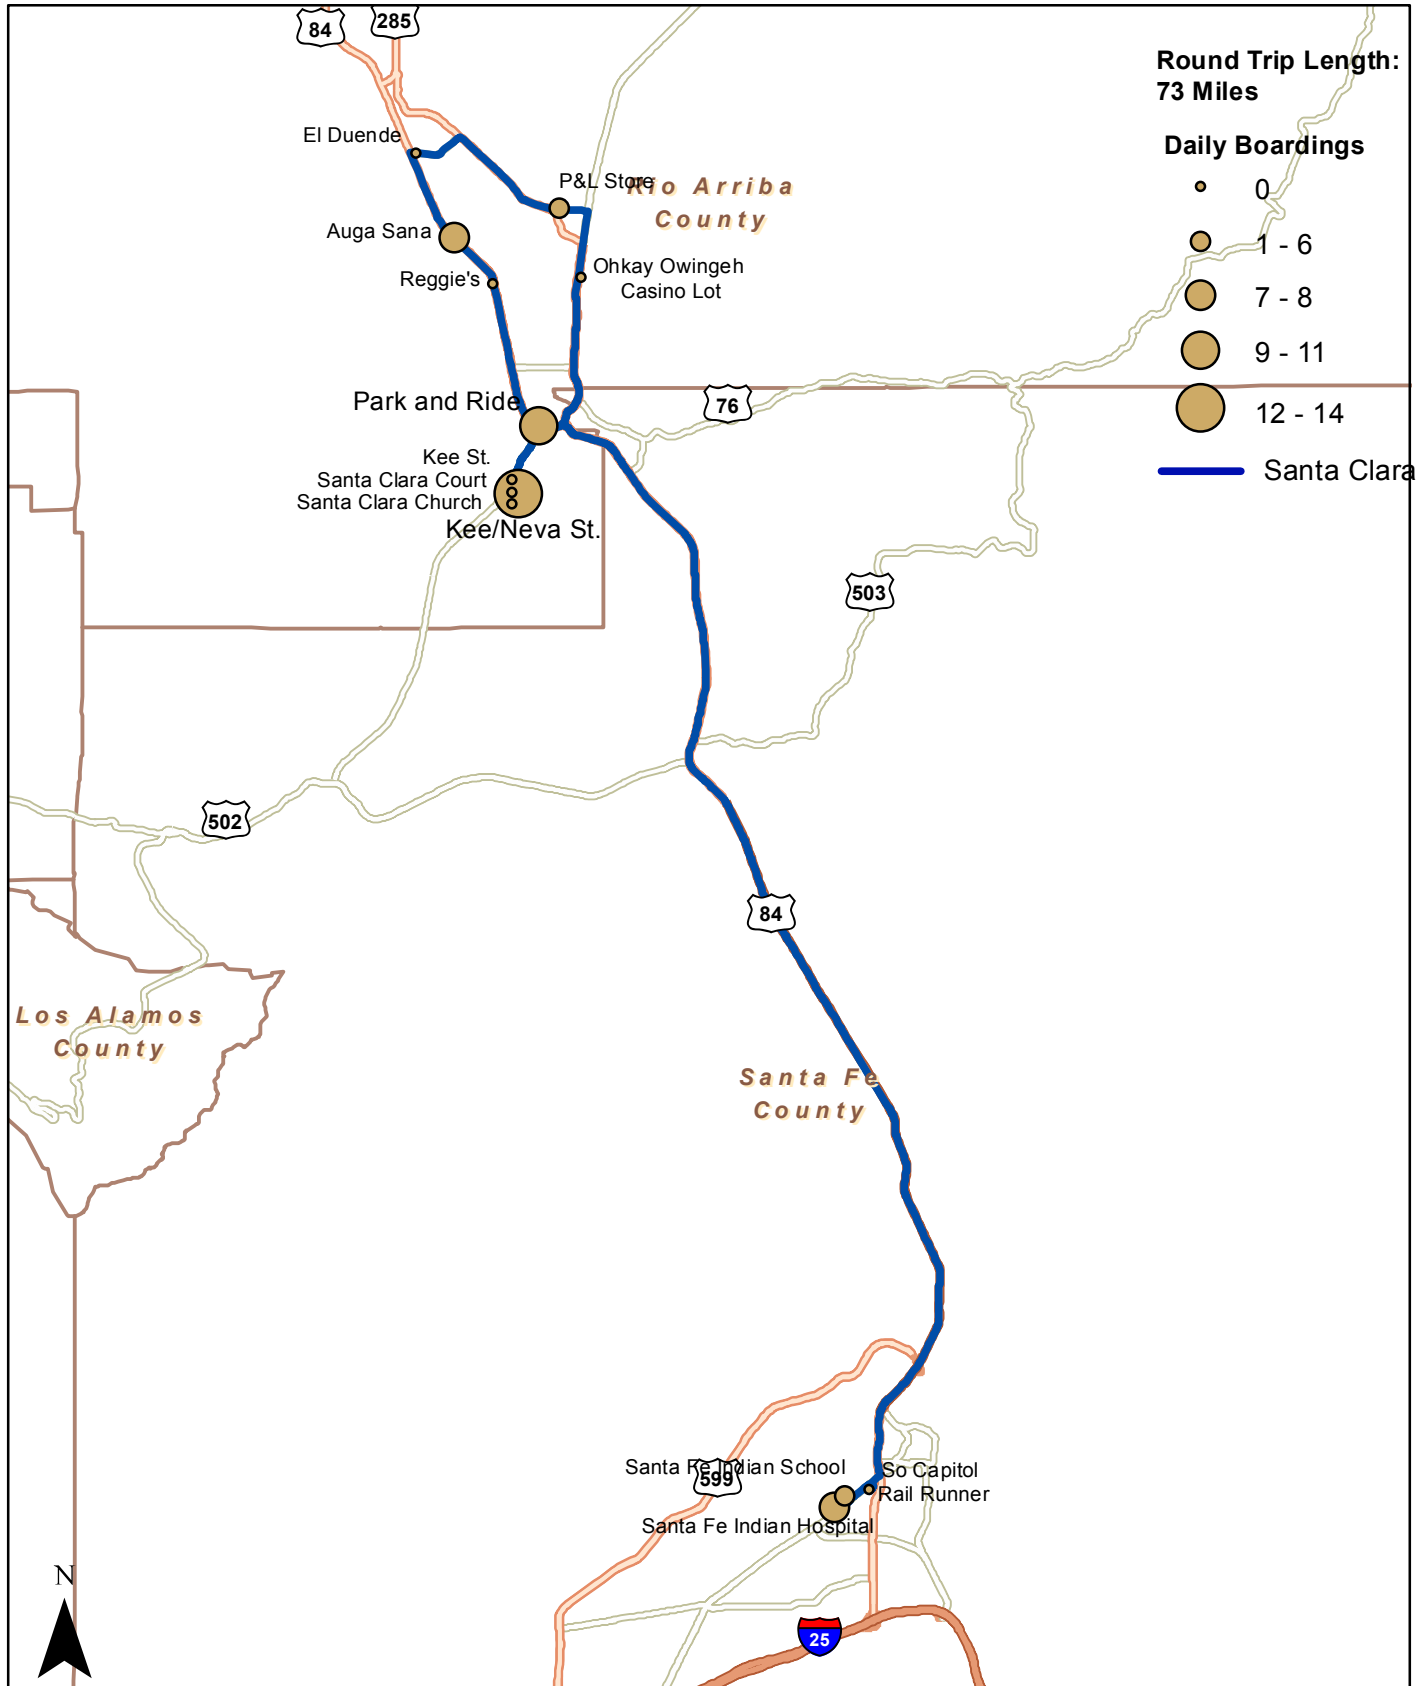 84
285
Round Trip Length:
73 Miles
El Duende
Daily Boardings
P&L Store
Rio Arriba
County
0
Auga Sana
1 - 6
Reggie's
Ohkay Owingeh
Casino Lot
7 - 8
9 - 11
Park and Ride
76
12 - 14
Kee St.
Santa Clara Court
Santa Clara Church
Santa Clara
Kee/Neva St.
503
502
84
Los Alamos
County
Santa Fe
County
Santa Fe Indian School
599
So Capitol
Rail Runner
Santa Fe Indian Hospital
N
25